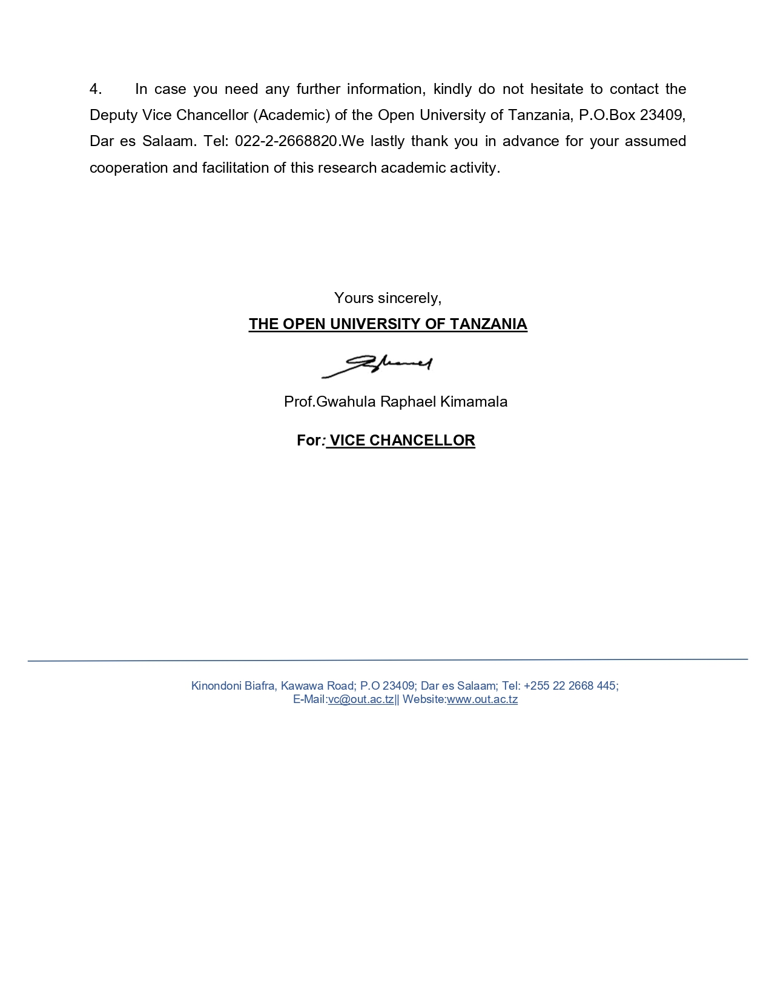 4. In case you need any further information, kindly do not hesitate to contact the
Deputy Vice Chancellor (Academic) of the Open University of Tanzania, P.O.Box 23409,
Dar es Salaam. Tel: 022-2-2668820.We lastly thank you in advance for your assumed
cooperation and facilitation of this research academic activity.
Yours sincerely,
THE OPEN UNIVERSITY OF TANZANIA
Prof.Gwahula Raphael Kimamala
For: VICE CHANCELLOR
Kinondoni Biafra, Kawawa Road; P.O 23409; Dar es Salaam; Tel: +255 22 2668 445;
E-Mail:vc@out.ac.tz|| Website:www.out.ac.tz